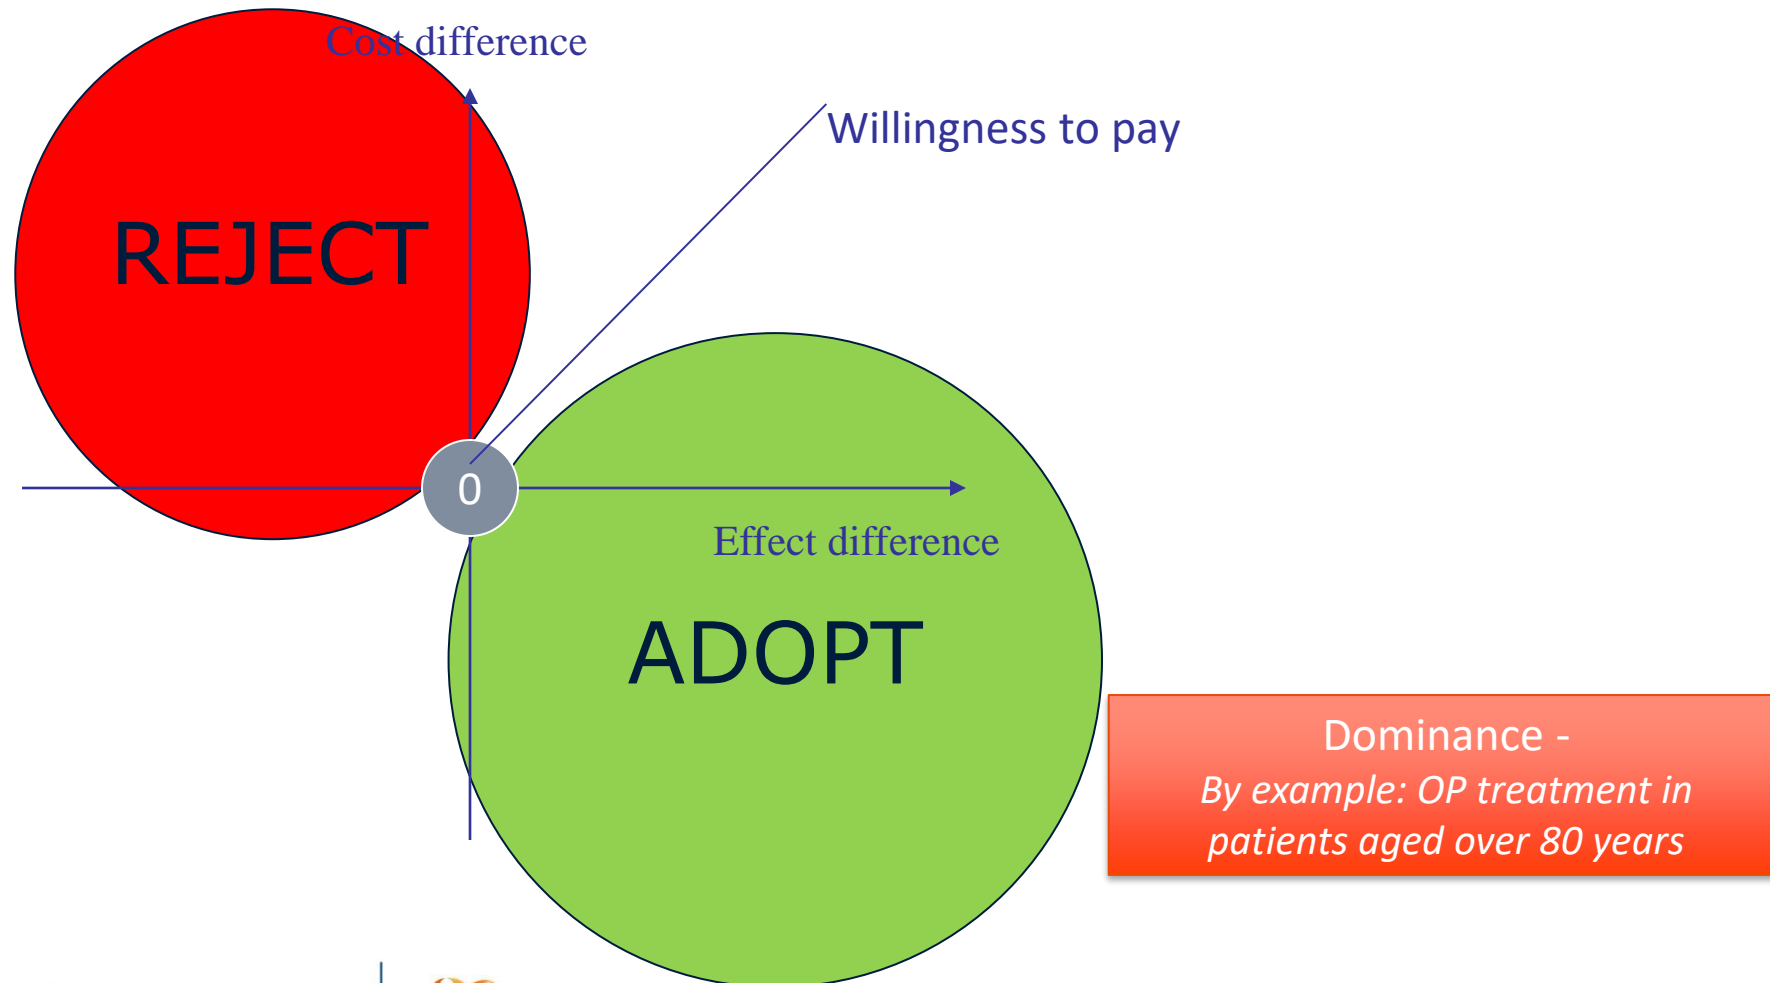 Cost difference
Willingness to pay
REJECT
0
Effect difference
ADOPT
Dominance -
By example: OP treatment in
patients aged over 80 years